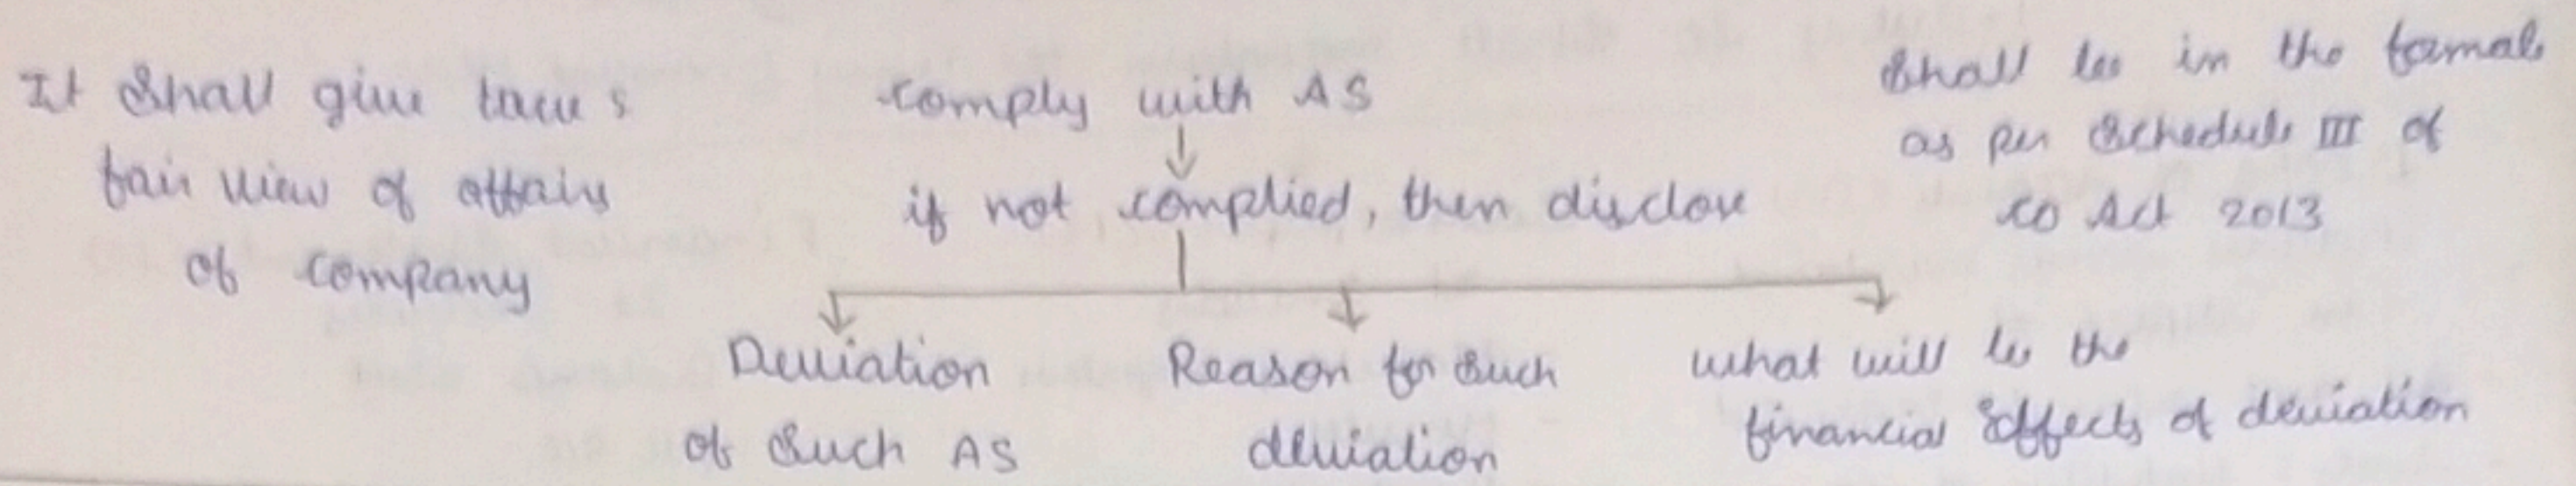 It shall give true &
fair view of affairs
of company
comply with AS
if not complied, then disclose
Deviation
of such AS
Reason for such
deviation
what will be the
financial effects of deviation
shall be in the format
as per Schedule III of
co Act 2013